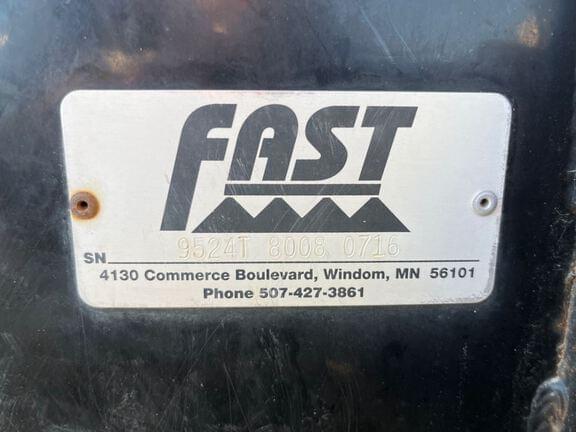 FAST
SN 9524T 8008 0716
4130 Commerce Boulevard, Windom, MN 56101
Phone 507-427-3861